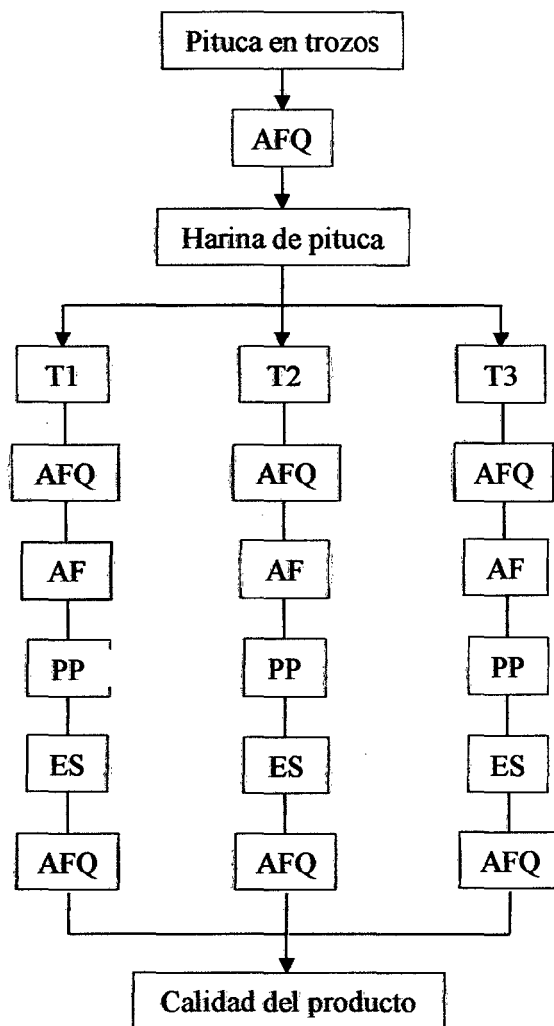 Pituca en trozos
AFQ
Harina de pituca
T1 T2 T3
AFQ AFQ AFQ
AF AF AF
PP PP PP
ES ES ES
AFQ AFQ AFQ
Calidad del producto